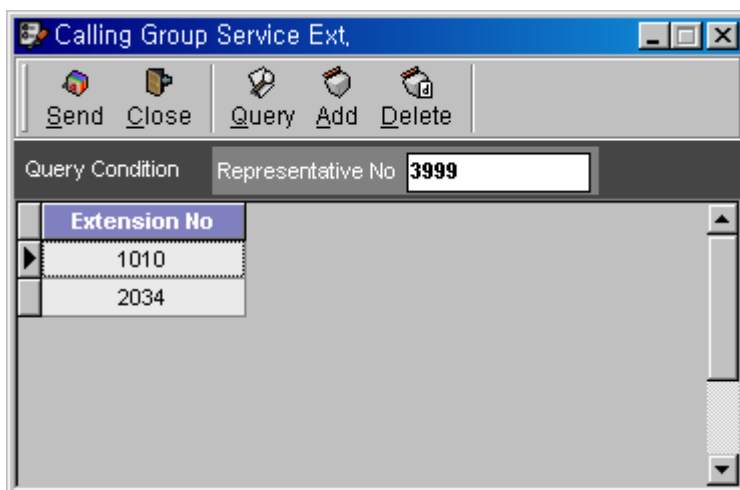 Calling Group Service Ext,
Send Close Query Add Delete
Query Condition Representative No 3999
Extension No
1010
2034